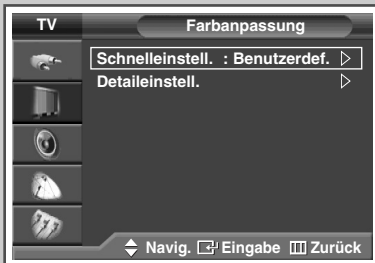 TV
Farbanpassung
Schnelleinstell. : Benutzerdef.
Detaileinstell.
Navig. Eingabe Zurück